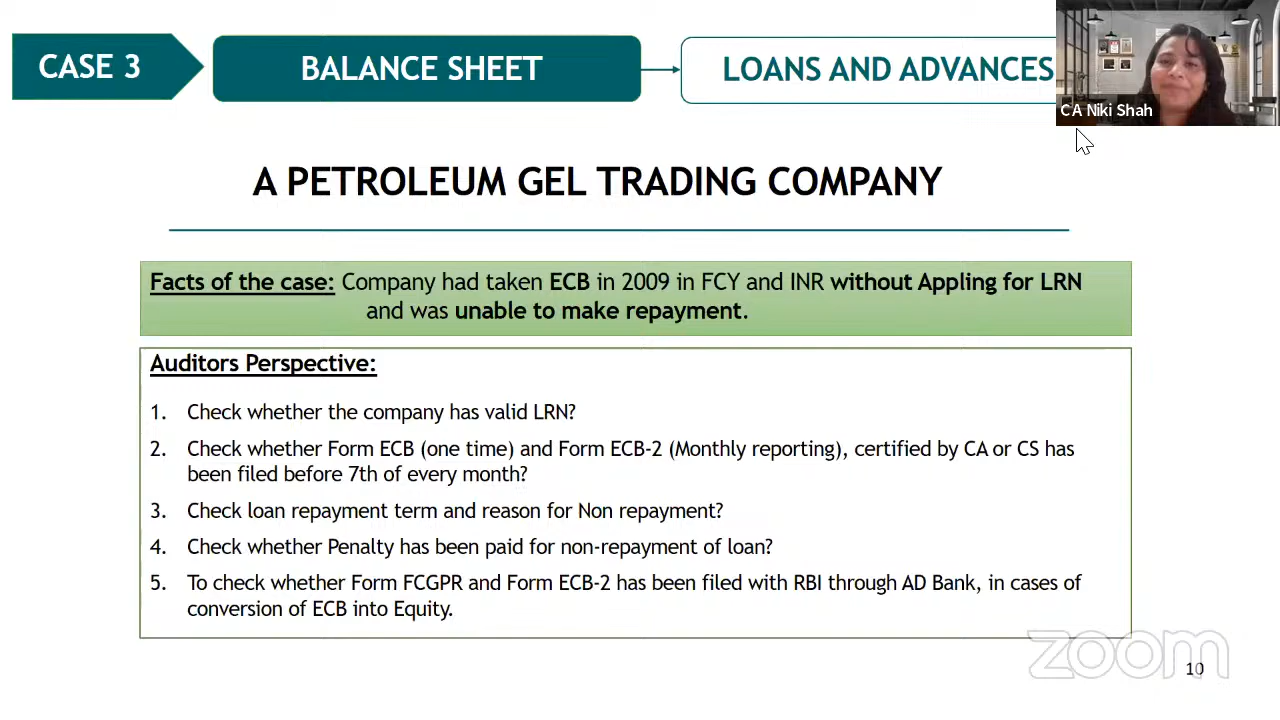 CASE 3
BALANCE SHEET
LOANS AND ADVANCES
CA Niki Shah
A PETROLEUM GEL TRADING COMPANY
Facts of the case: Company had taken ECB in 2009 in FCY and INR without Appling for LRN
and was unable to make repayment.
Auditors Perspective:
1. Check whether the company has valid LRN?
2. Check whether Form ECB (one time) and Form ECB-2 (Monthly reporting), certified by CA or CS has
been filed before 7th of every month?
3. Check loan repayment term and reason for Non repayment?
4. Check whether Penalty has been paid for non-repayment of loan?
5. To check whether Form FCGPR and Form ECB-2 has been filed with RBI through AD Bank, in cases of
conversion of ECB into Equity.
zoom
10